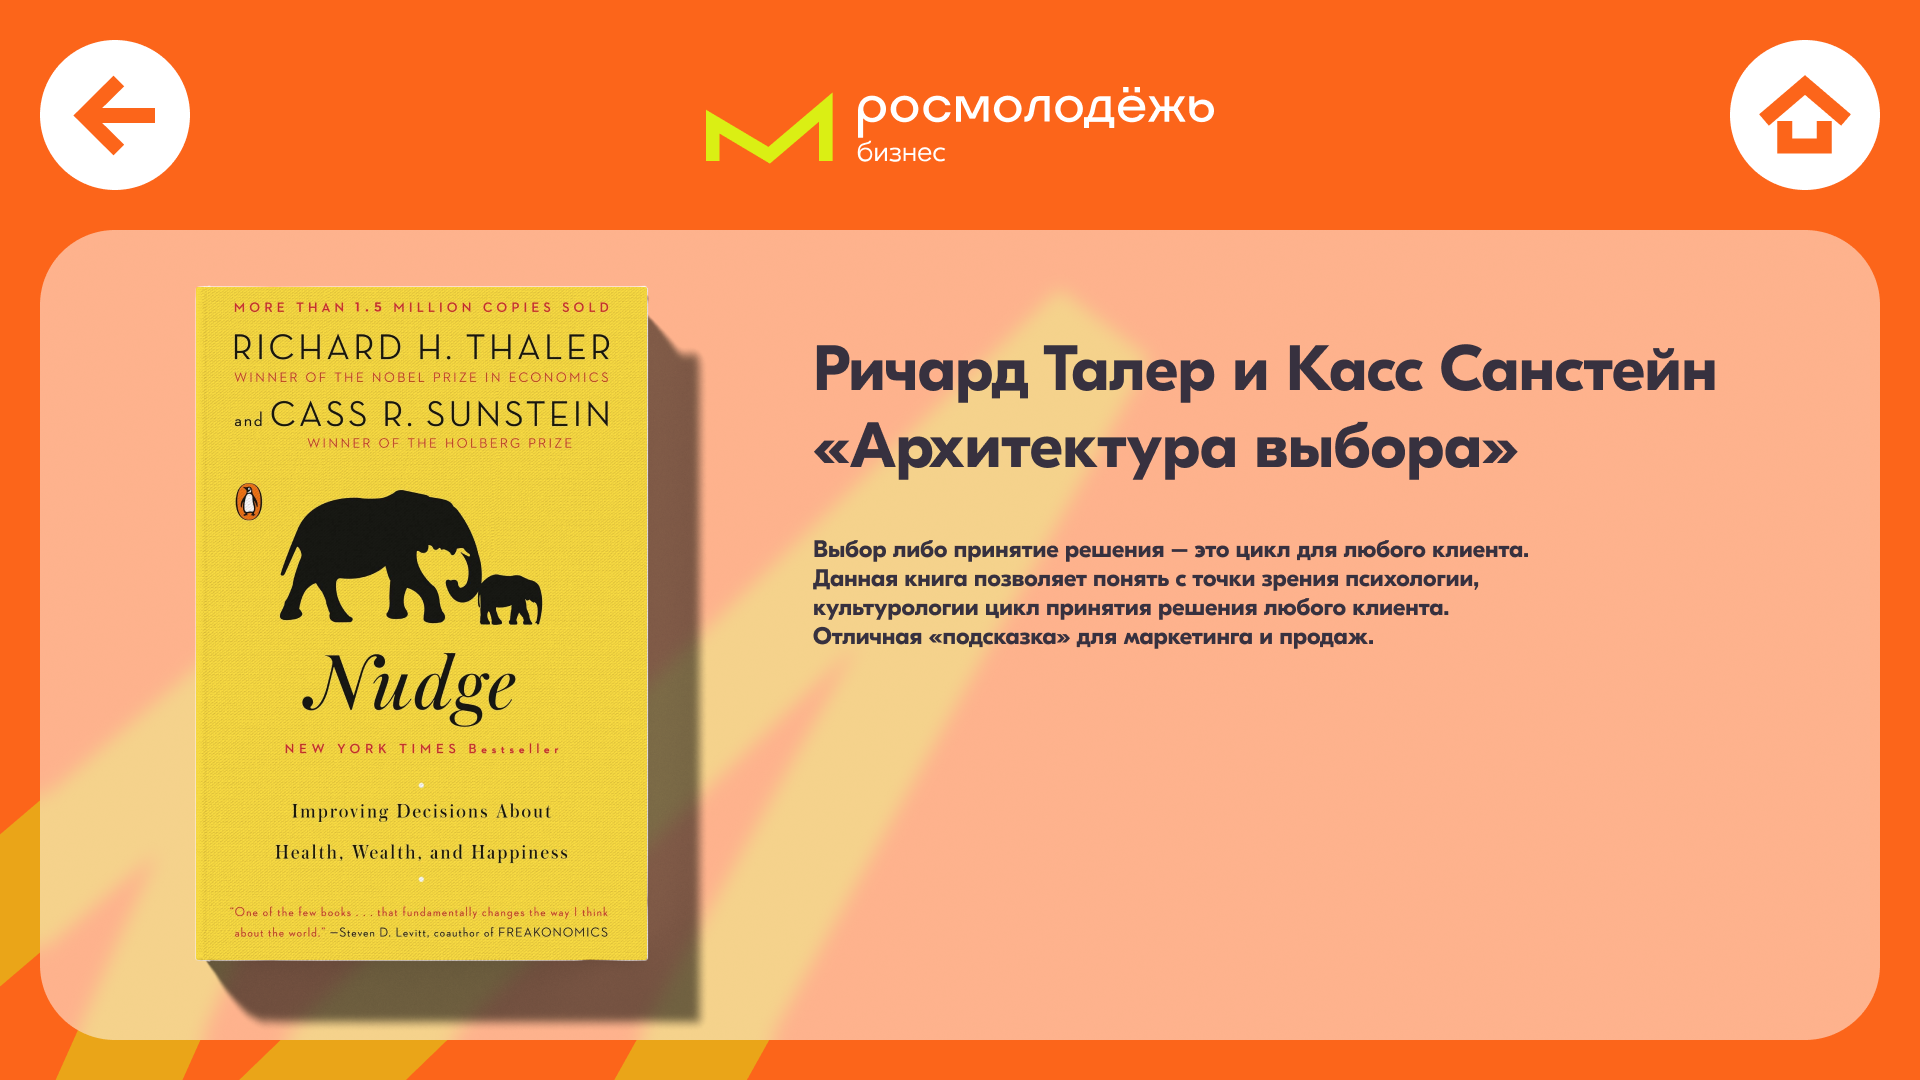 росмолодёжь
бизнес
MORE THAN 1.5 MILLION COPIES SOLD
RICHARD H. THALER
WINNER OF THE NOBEL PRIZE IN ECONOMICS
and CASS R. SUNSTEIN
WINNER OF THE HOLBERG PRIZE
Nudge
NEW YORK TIMES Bestseller
Improving Decisions About
Health, Wealth, and Happiness
"One of the few books . . . that fundamentally changes the way I think
about the world." —Steven D. Levitt, coauthor of FREAKONOMICS
Ричард Талер и Касс Санстейн
«Архитектура выбора»
Выбор либо принятие решения — это цикл для любого клиента.
Данная книга позволяет понять с точки зрения психологии,
культурологии цикл принятия решения любого клиента.
Отличная «подсказка» для маркетинга и продаж.